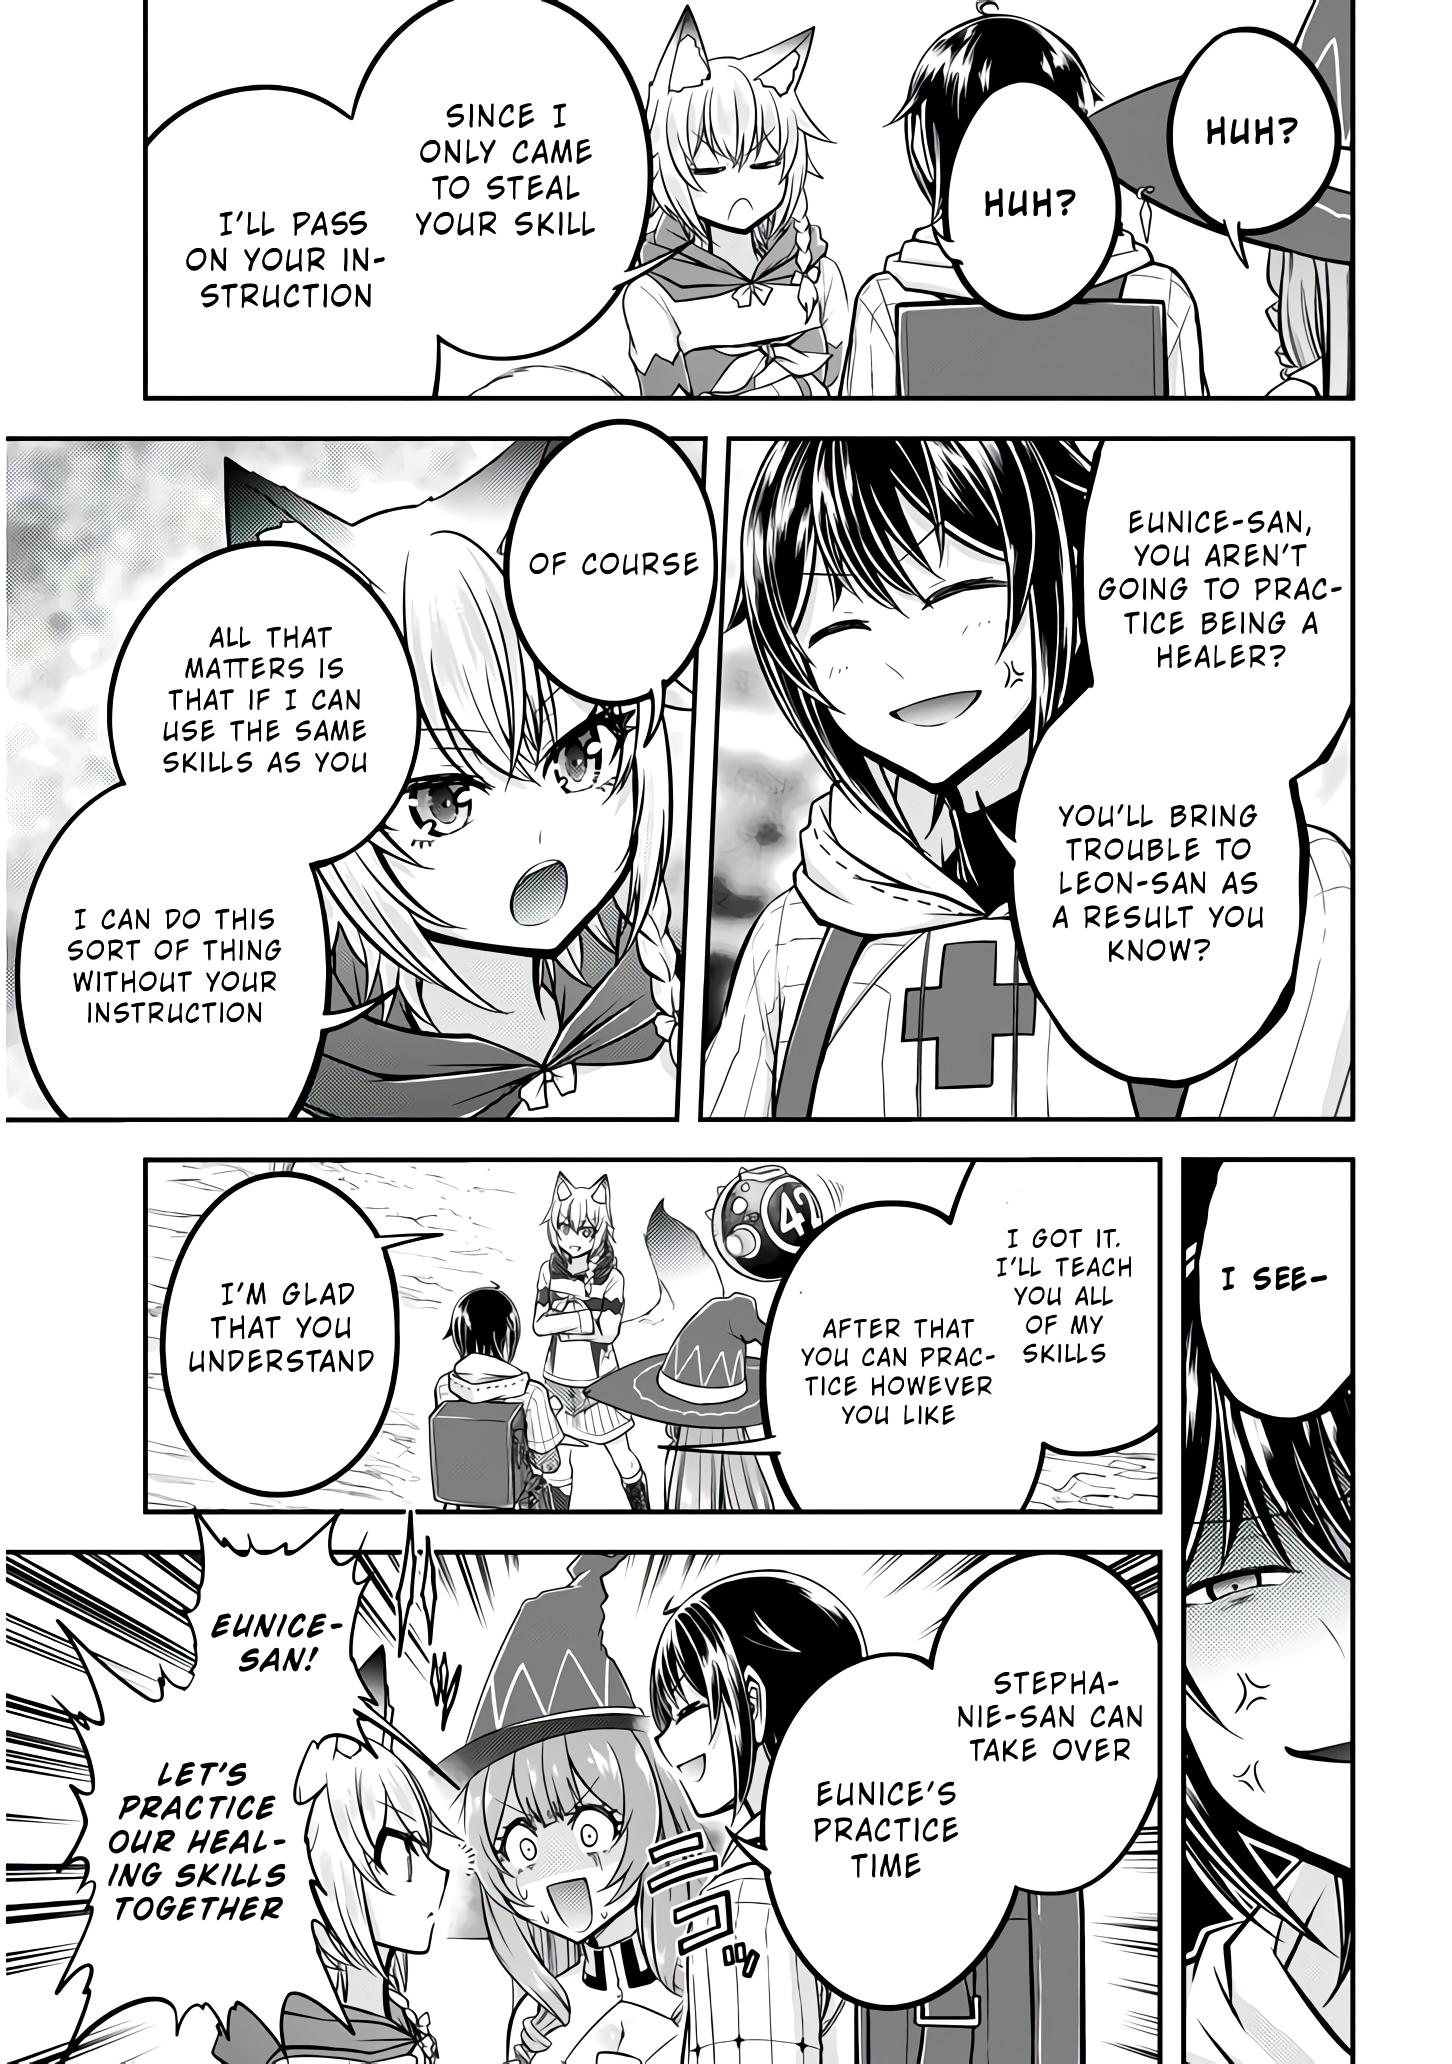 HUH?
HUH?
SINCE I
ONLY CAME
TO STEAL
YOUR SKILL
I'LL PASS
ON YOUR IN-
STRUCTION
EUNICE-SAN,
YOU AREN'T
GOING TO PRAC-
TICE BEING A
HEALER?
YOU'LL BRING
TROUBLE TO
LEON-SAN AS
A RESULT YOU
KNOW?
OF COURSE
ALL THAT
MATTERS IS
THAT IF I CAN
USE THE SAME
SKILLS AS YOU
I CAN DO THIS
SORT OF THING
WITHOUT YOUR
INSTRUCTION
I SEE-
I GOT IT.
I'LL TEACH
YOU ALL
OF MY
SKILLS
AFTER THAT
YOU CAN PRAC-
TICE HOWEVER
YOU LIKE
42
I'M GLAD
THAT YOU
UNDERSTAND
STEPHA-
NIE-SAN CAN
TAKE OVER
EUNICE'S
PRACTICE
TIME
ニコッ
EUNICE-
SAN!
LET'S
PRACTICE
OUR HEAL-
ING SKILLS
TOGETHER